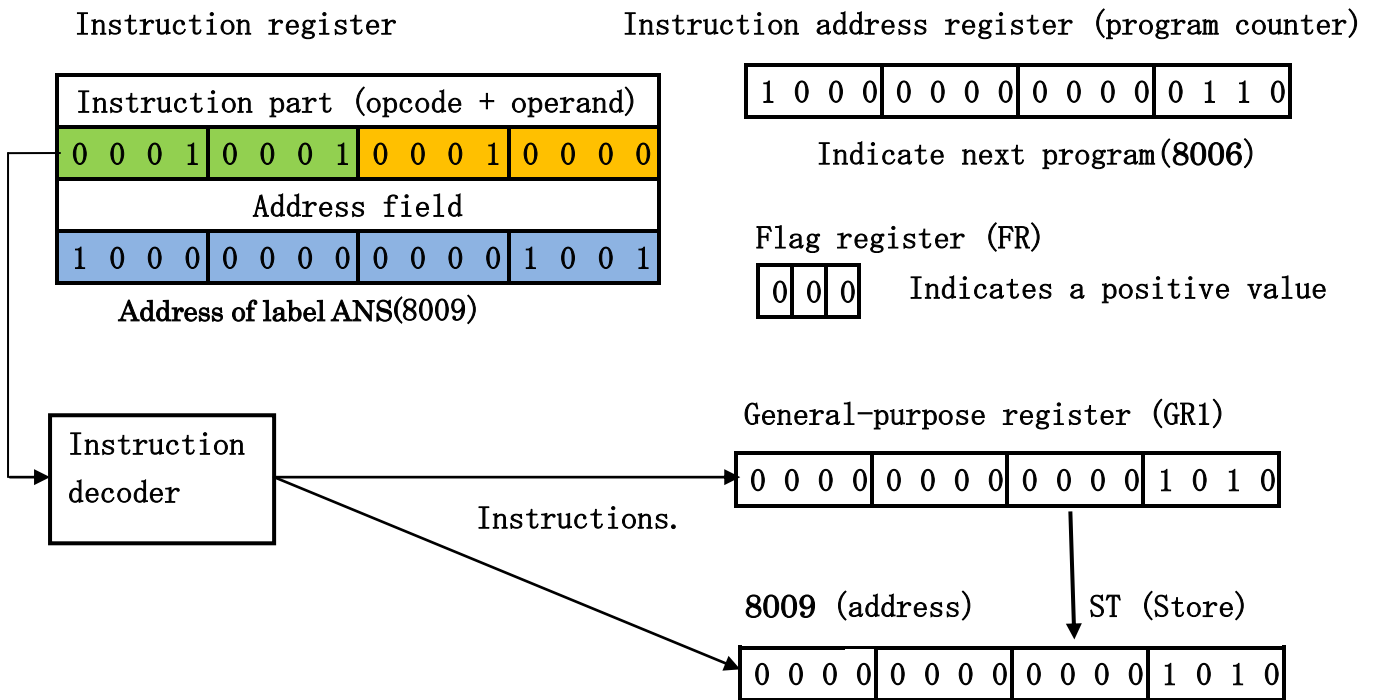 Instruction register
Instruction address register (program counter)
Instruction part (opcode + operand)
0 0 0 1 0 0 0 1 0 0 0 1 0 0 0 0
Address field
1 0 0 0 0 0 0 0 0 0 0 0 1 0 0 1
Address of label ANS(8009)
1 0 0 0 0 0 0 0 0 0 0 0 0 1 1 0
Indicate next program(8006)
Flag register (FR)
0 0 0 Indicates a positive value
Instruction
decoder
Instructions.
General-purpose register (GR1)
0 0 0 0 0 0 0 0 0 0 0 0 1 0 1 0
8009 (address) ST (Store)
0 0 0 0 0 0 0 0 0 0 0 0 1 0 1 0